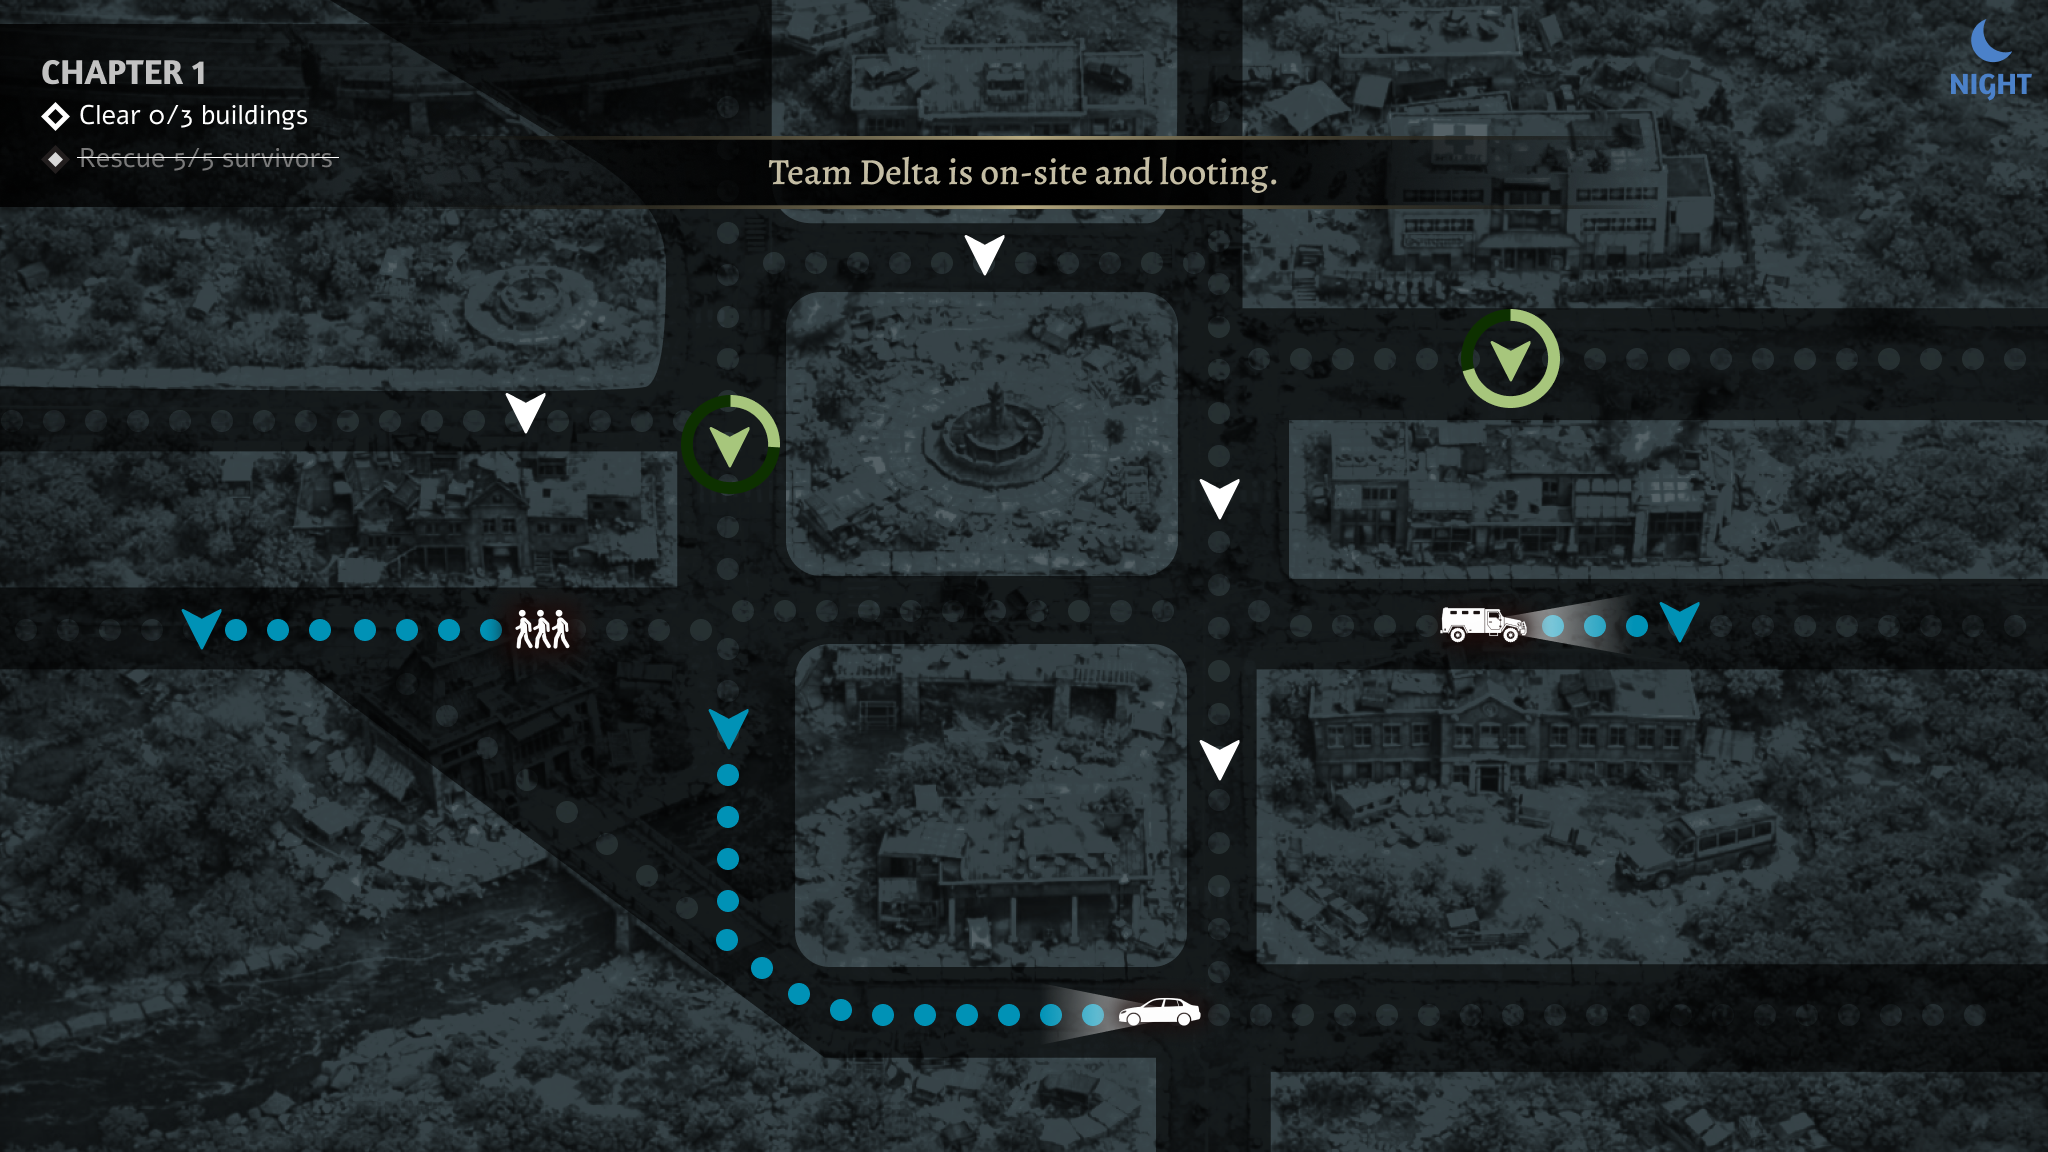 CHAPTER 1
Clear 0/3 buildings
Rescue 5/5 survivors
Team Delta is on-site and looting.
NIGHT